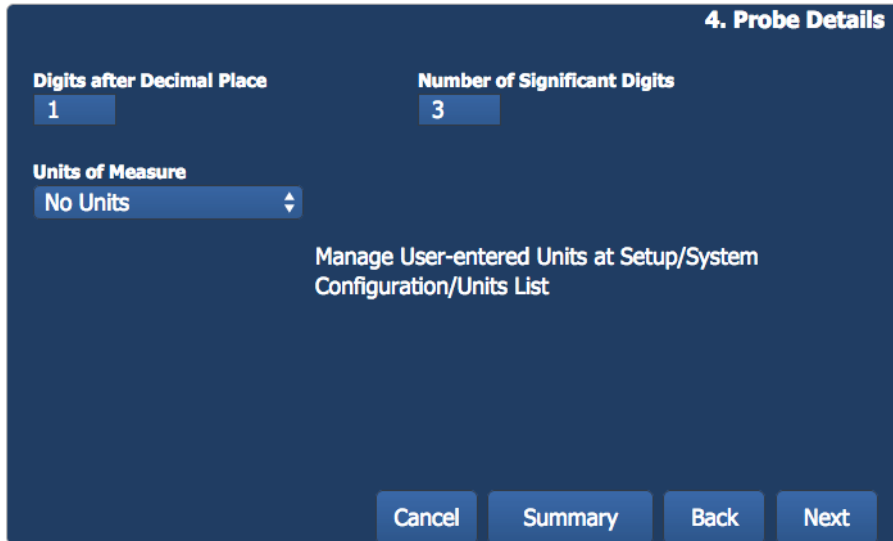 4. Probe Details
Digits after Decimal Place
Number of Significant Digits
1
3
Units of Measure
No Units
Manage User-entered Units at Setup/System
Configuration/Units List
Cancel
Summary
Back
Next